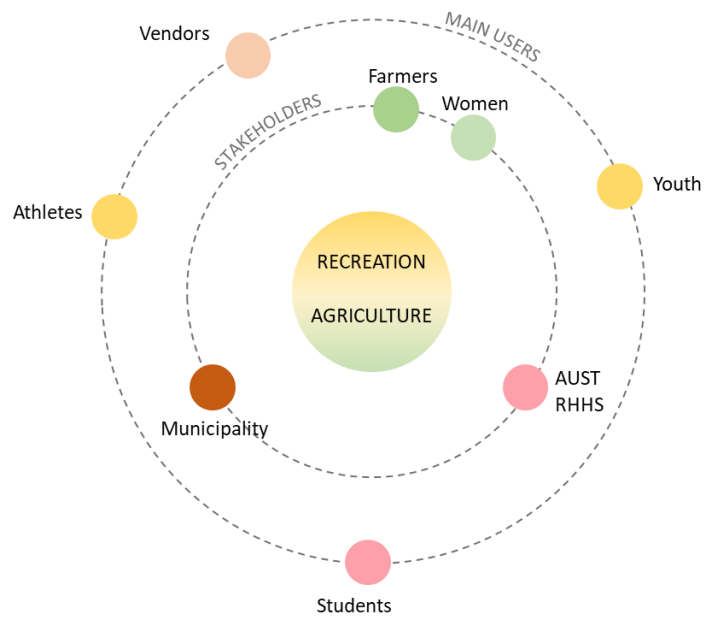 MAIN USERS
Vendors
Farmers
Women
STAKEHOLDERS
Youth
Athletes
RECREATION
AGRICULTURE
AUST
RHHS
Municipality
Students